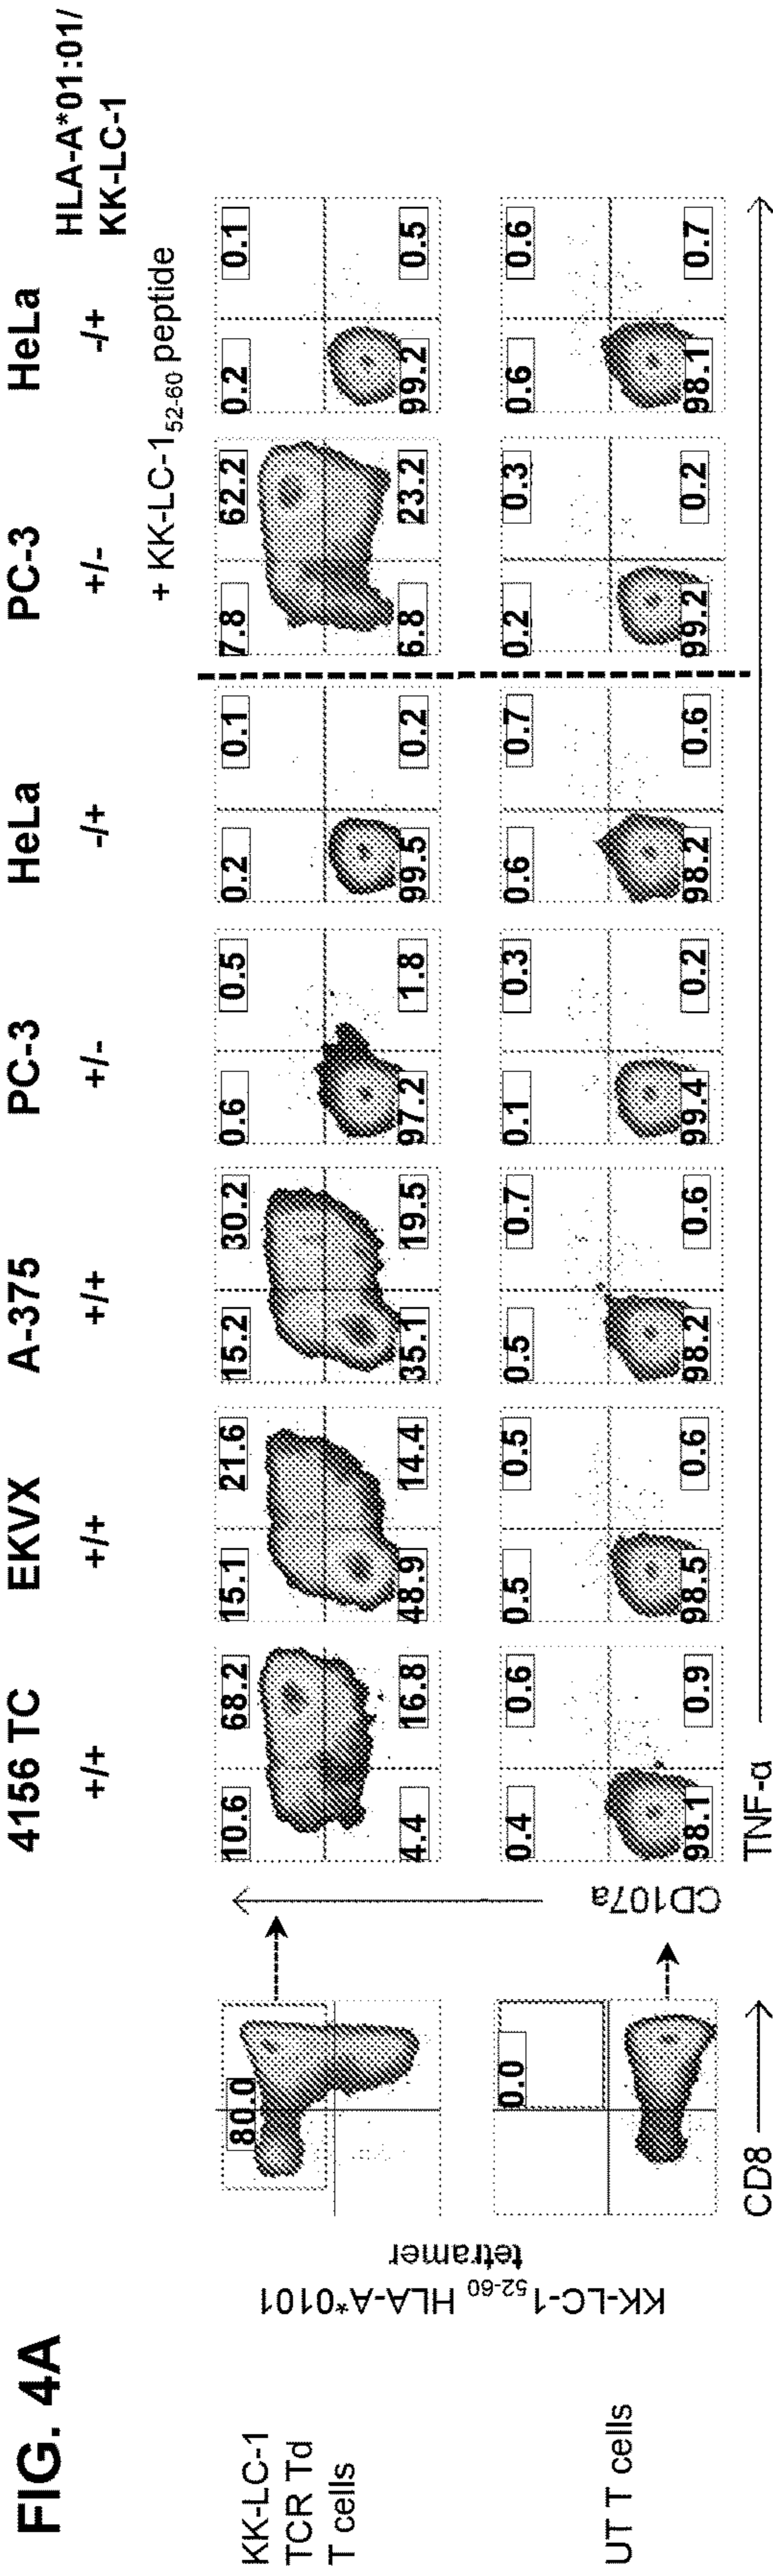 FIG. 4A
4156 TC EKVX A-375 PC-3 HeLa PC-3 HeLa
+/+ +/+ +/+ +/- -/+ +/- -/+ HLA-A*01:01/
KK-LC-1
+ KK-LC-152-60 peptide
KK-LC-1
TCR Td
T cells
KK-LC-152-60 HLA-A*0101
tetramer
80.0
CD107a
10.6 68.2 15.1 21.6 15.2 30.2 0.6 0.5 0.2 0.1 7.8 62.2 0.2 0.1
4.4 16.8 48.9 14.4 35.1 19.5 97.2 1.8 99.5 0.2 6.8 23.2 99.2 0.5
UT T cells
0.0
0.4 0.6 0.5 0.5 0.5 0.7 0.1 0.3 0.6 0.7 0.2 0.3 0.6 0.6
98.1 0.9 98.5 0.6 98.2 0.6 99.4 0.2 98.2 0.6 99.2 0.2 98.1 0.7
CD8
TNF-α